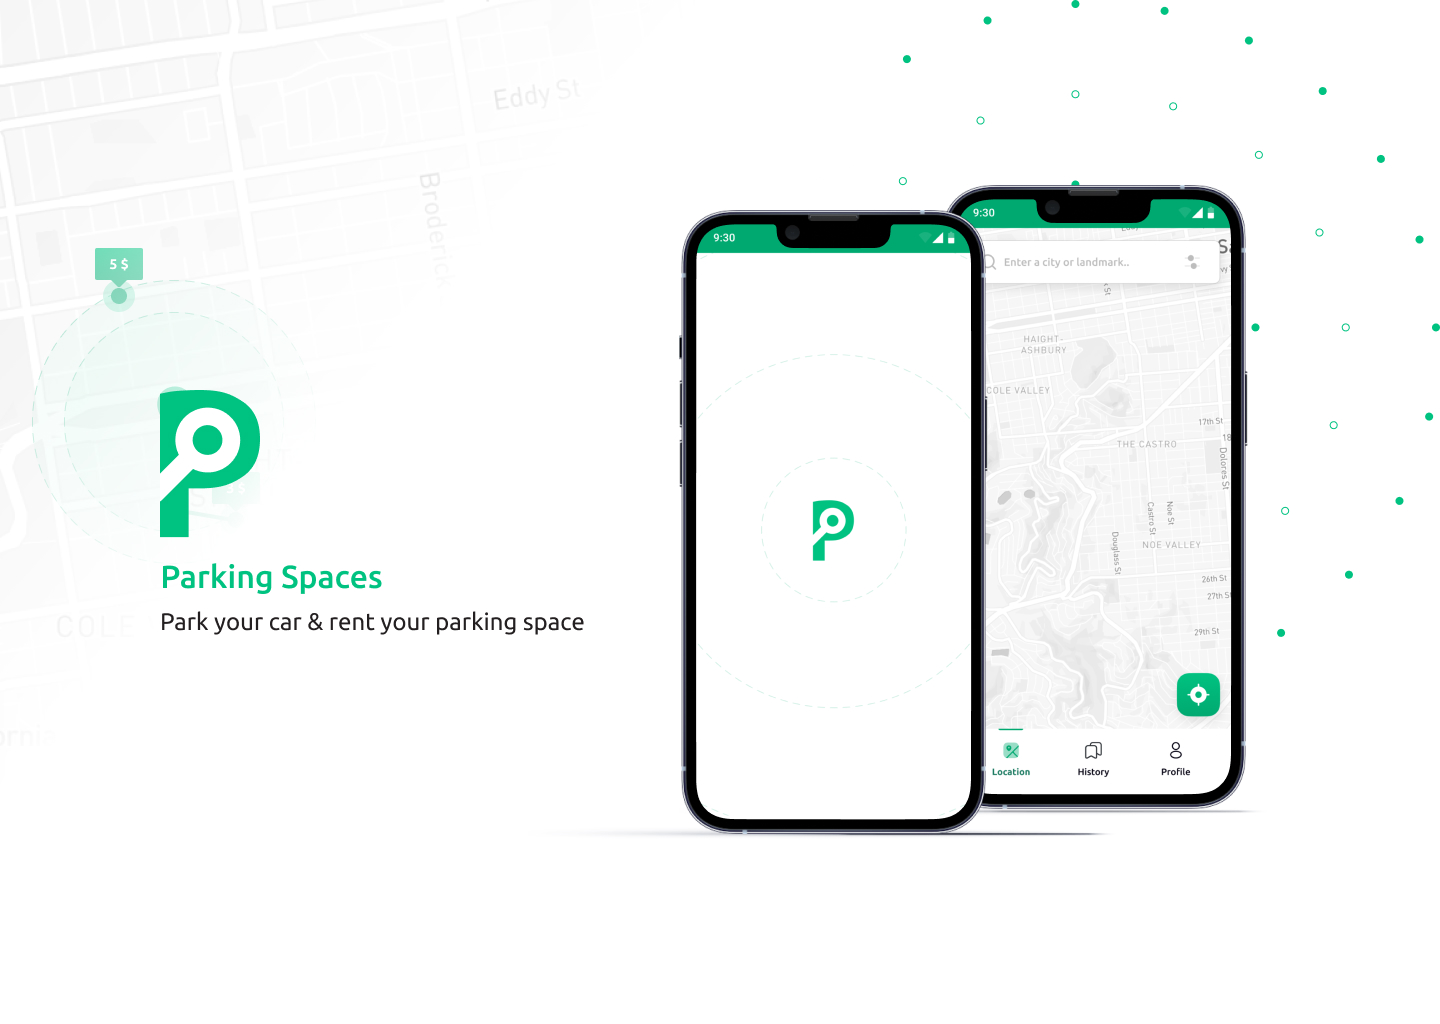 Eddy St
Broderick
5 $
COLE
Parking Spaces
Park your car & rent your parking space
9:30
9:30
Enter a city or landmark..
St
HAIGHT-
ASHBURY
COLE VALLEY
17th St
18
THE CASTRO
Dolores St
Castro St
Noe St
Douglass St
NOE VALLEY
26th St
27th St
29th St
Location
History
Profile